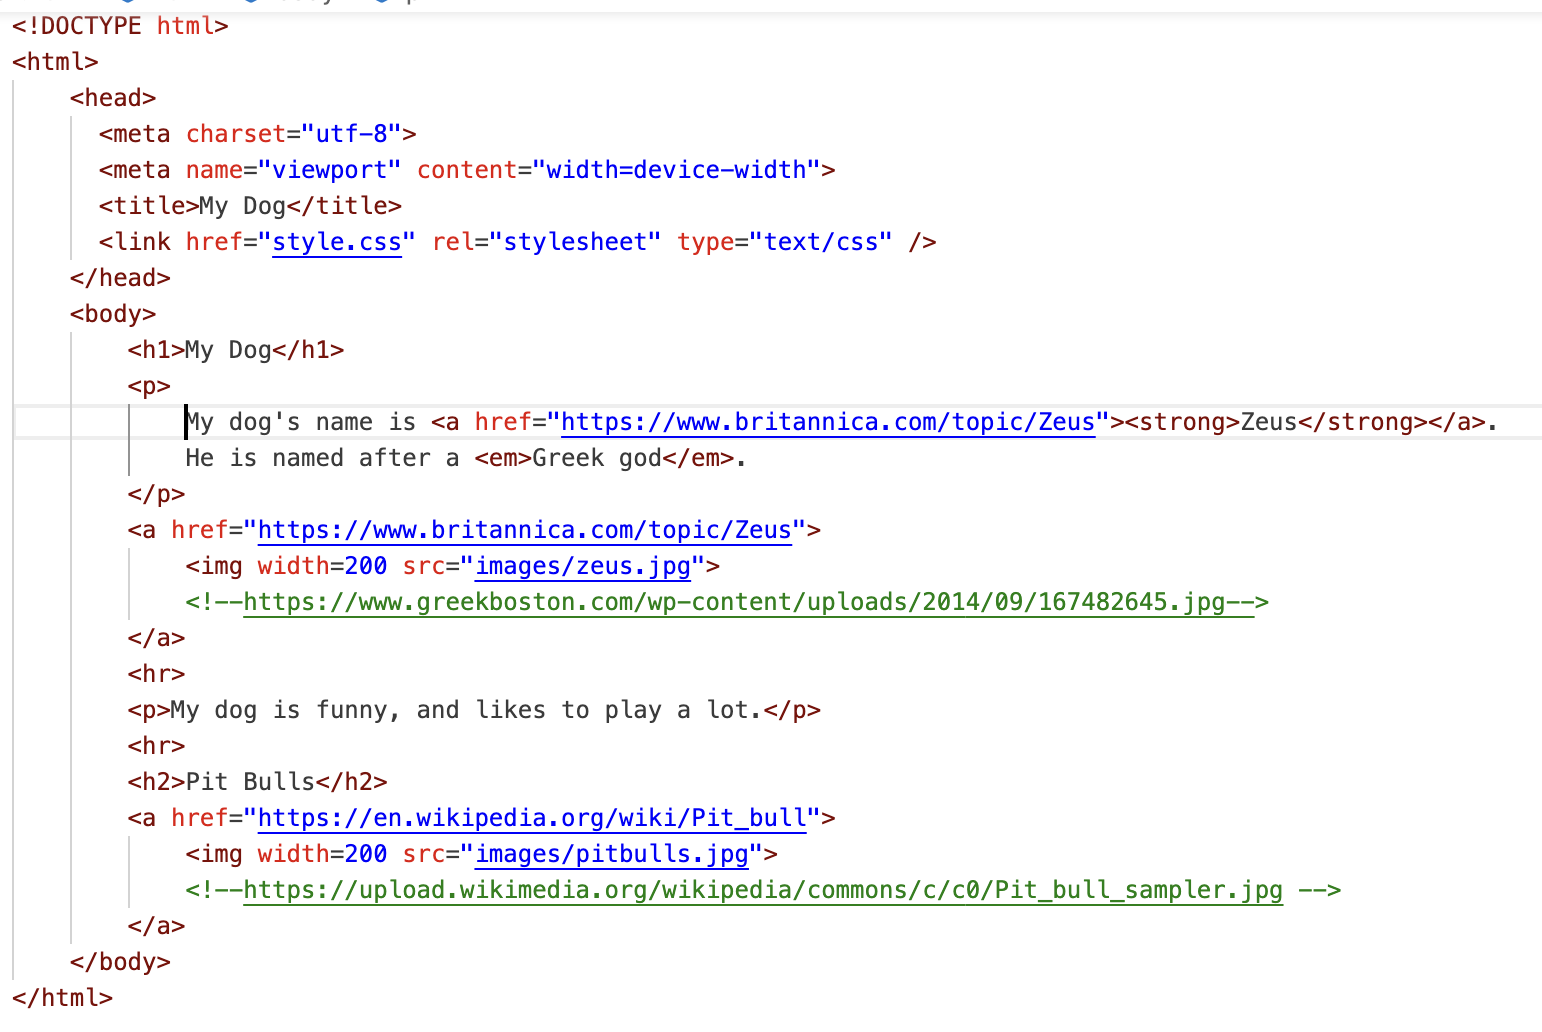 <!DOCTYPE html>
<html>
<head>
<meta charset="utf-8">
<meta name="viewport" content="width=device-width">
<title>My Dog</title>
<link href="style.css" rel="stylesheet" type="text/css" />
</head>
<body>
<h1>My Dog</h1>
<p>
My dog's name is <a href="https://www.britannica.com/topic/Zeus"><strong>Zeus</strong></a>.
He is named after a <em>Greek god</em>.
</p>
<a href="https://www.britannica.com/topic/Zeus">
<img width=200 src="images/zeus.jpg">
<!--https://www.greekboston.com/wp-content/uploads/2014/09/167482645.jpg-->
</a>
<hr>
<p>My dog is funny, and likes to play a lot.</p>
<hr>
<h2>Pit Bulls</h2>
<a href="https://en.wikipedia.org/wiki/Pit_bull">
<img width=200 src="images/pitbulls.jpg">
<!--https://upload.wikimedia.org/wikipedia/commons/c/c0/Pit_bull_sampler.jpg -->
</a>
</body>
</html>